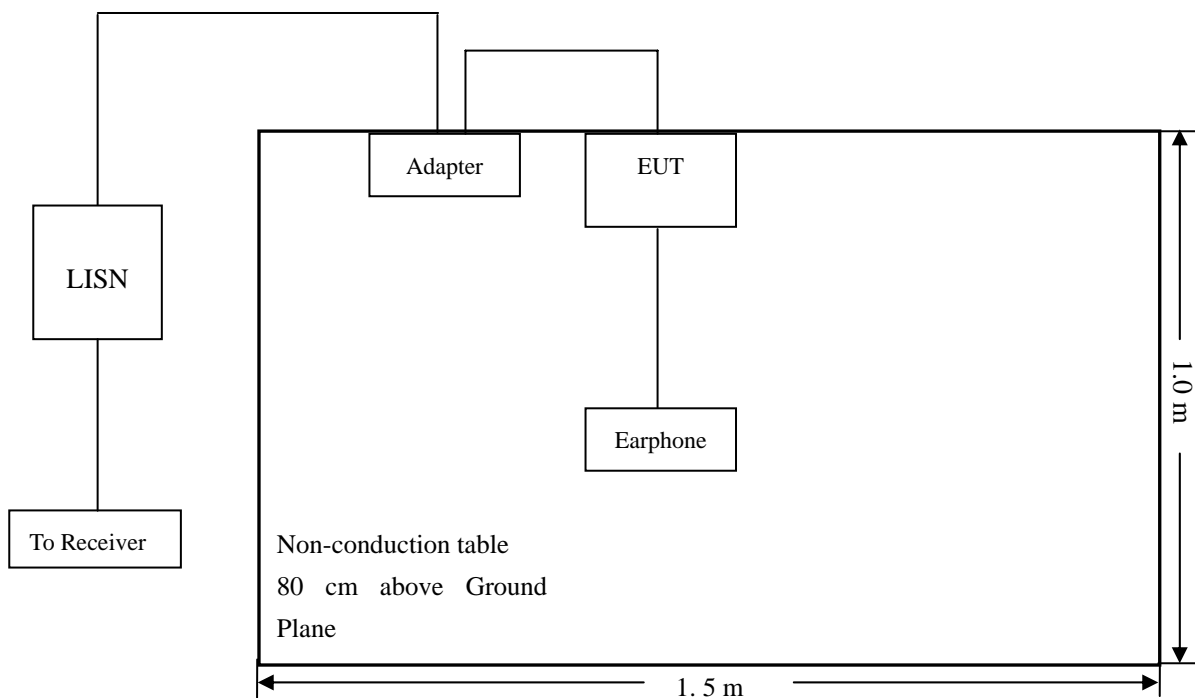 Adapter
EUT
LISN
Earphone
To Receiver
Non-conduction table
80 cm above Ground
Plane
1.0 m
1. 5 m